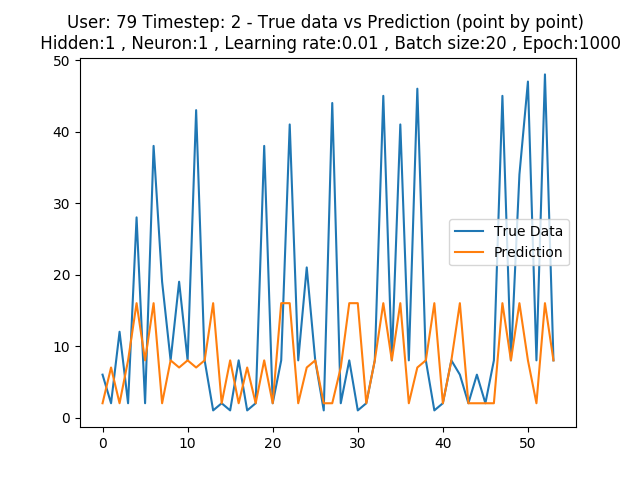 User: 79 Timestep: 2 - True data vs Prediction (point by point)
Hidden:1 , Neuron:1 , Learning rate:0.01 , Batch size:20 , Epoch:1000
50
40
30
20
10
0
True Data
Prediction
0 10 20 30 40 50